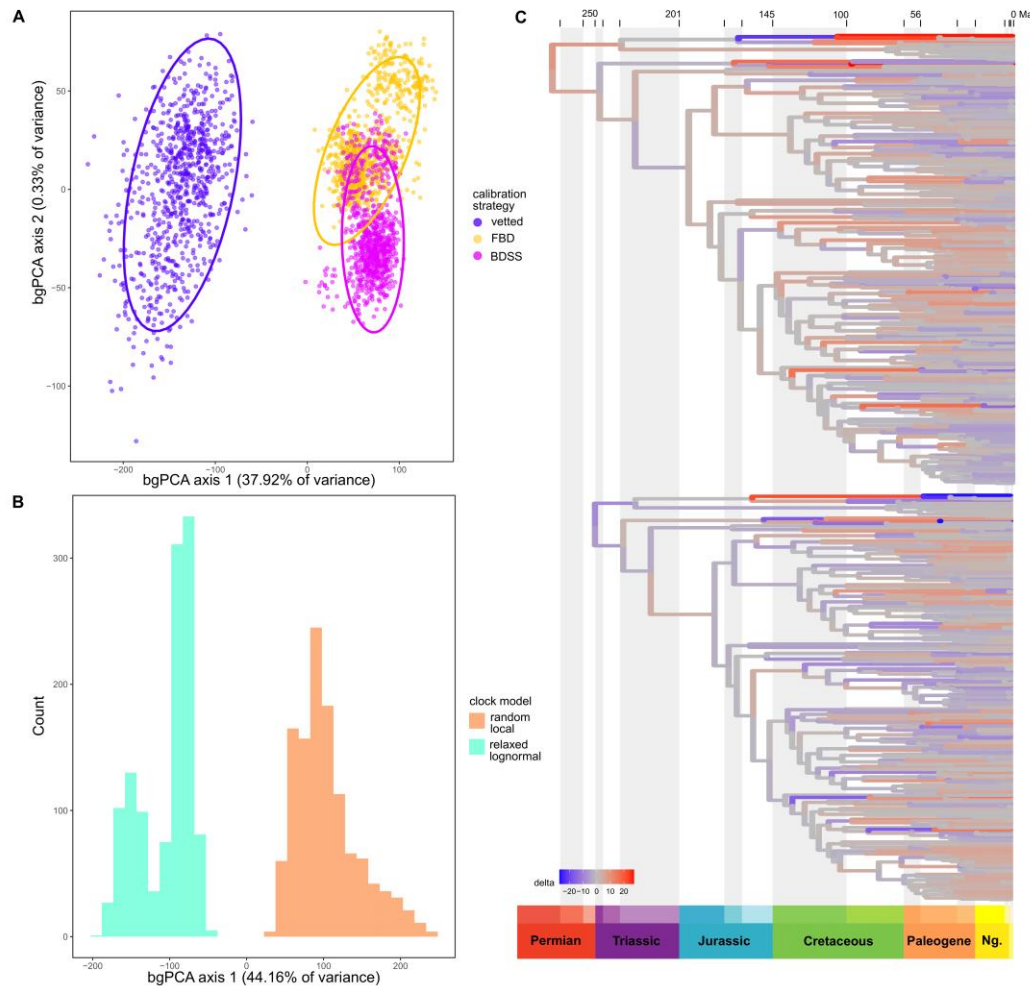 A
50
0
−50
−100
bgPCA axis 2 (0.33% of variance)
−200
−100
0
100
bgPCA axis 1 (37.92% of variance)
calibration
strategy
vetted
FBD
BDSS
B
300
200
100
0
Count
−200
−100
0
100
200
bgPCA axis 1 (44.16% of variance)
clock model
random
local
relaxed
lognormal
C
250
201
145
100
56
0 Ma
delta
−20 −10 0 10 20
Permian
Triassic
Jurassic
Cretaceous
Paleogene
Ng.